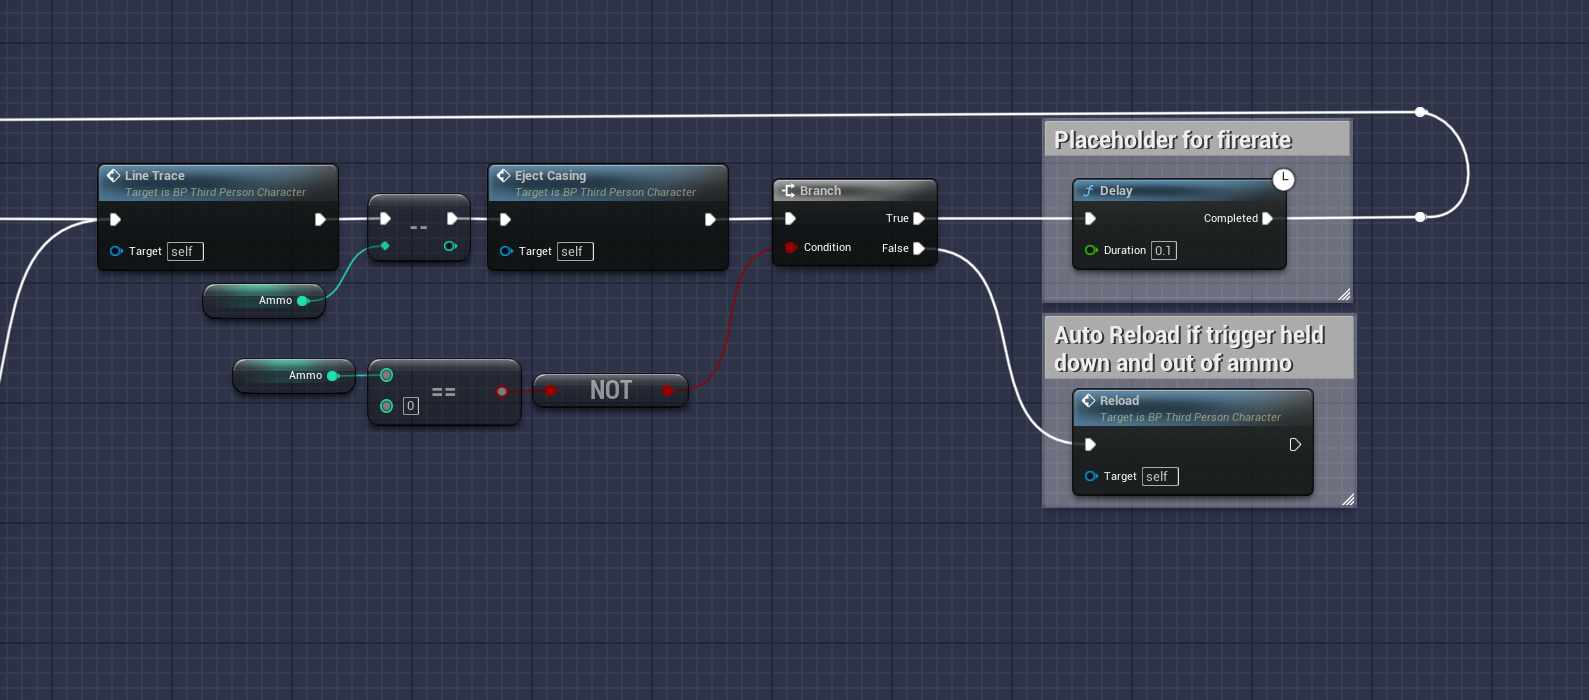 Placeholder for firerate
Line Trace
Target is BP Third Person Character
Target self
--
Eject Casing
Target is BP Third Person Character
Target self
Branch
True
Condition
False
Delay
Completed
Duration 0.1
Ammo
Ammo
==
0
NOT
Auto Reload if trigger held
down and out of ammo
Reload
Target is BP Third Person Character
Target self